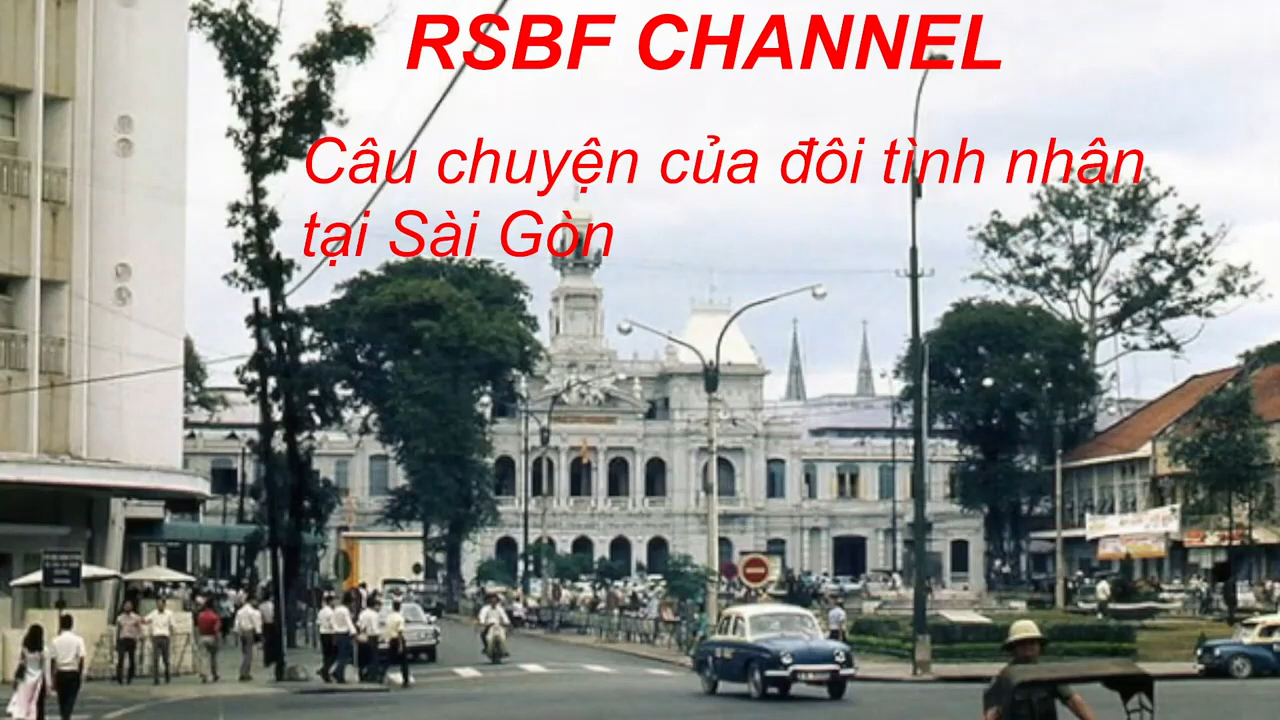 RSBF CHANNEL
Câu chuyện của đôi tình nhân
tại Sài Gòn